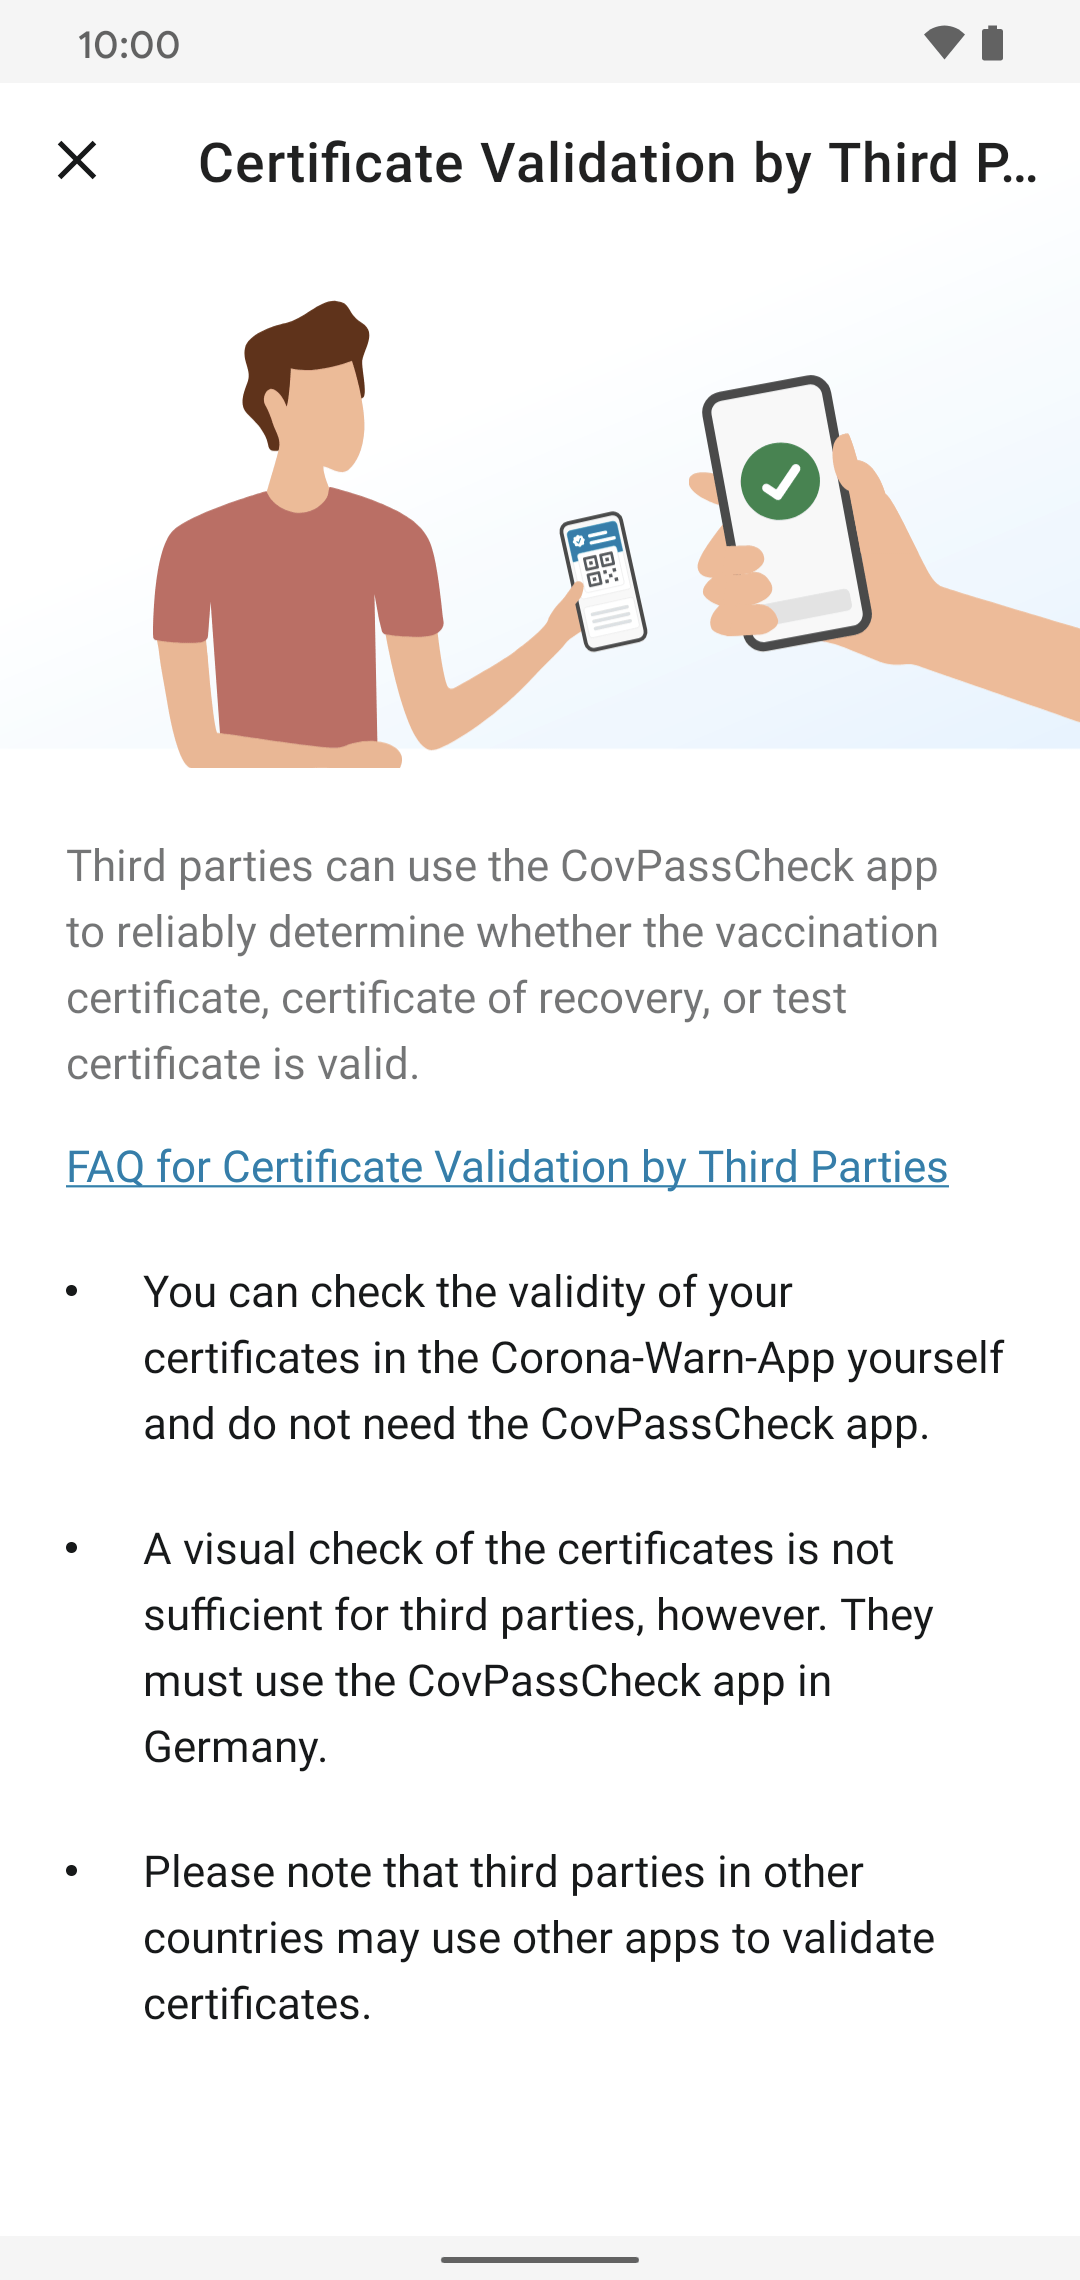 10:00
Certificate Validation by Third P...
Third parties can use the CovPassCheck app
to reliably determine whether the vaccination
certificate, certificate of recovery, or test
certificate is valid.
FAQ for Certificate Validation by Third Parties
• You can check the validity of your
certificates in the Corona-Warn-App yourself
and do not need the CovPassCheck app.
• A visual check of the certificates is not
sufficient for third parties, however. They
must use the CovPassCheck app in
Germany.
• Please note that third parties in other
countries may use other apps to validate
certificates.